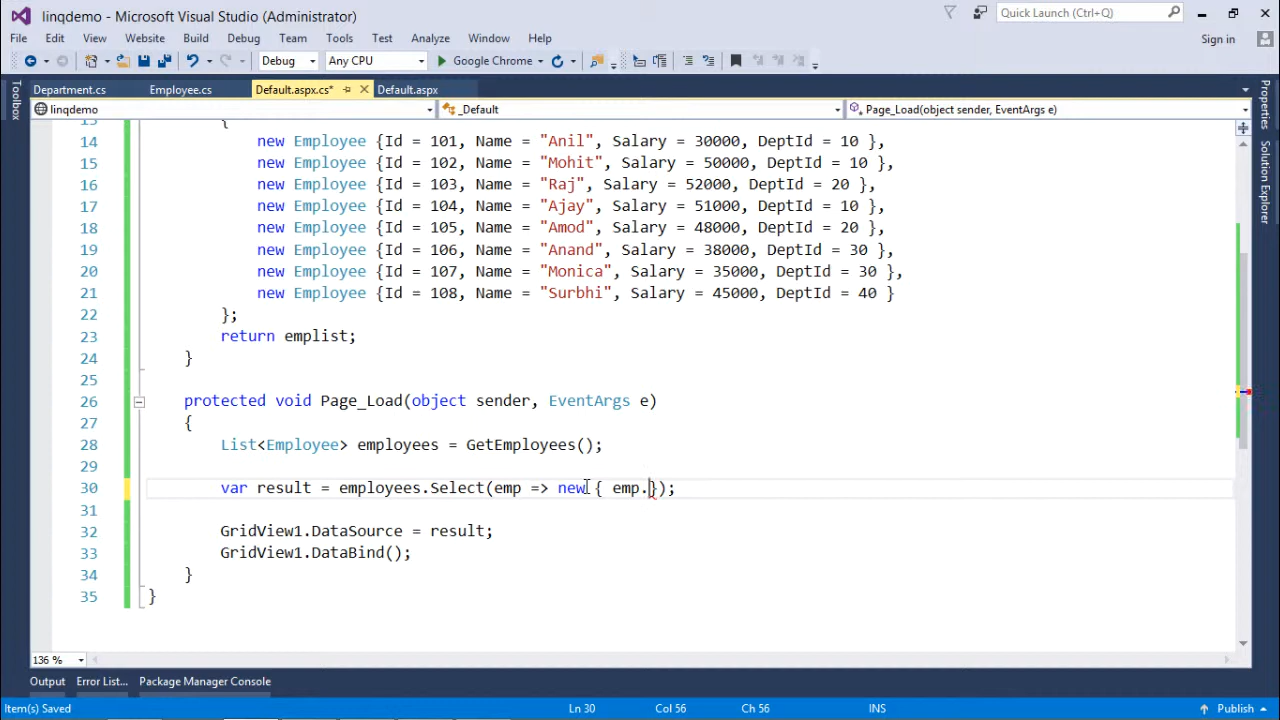 linqdemo - Microsoft Visual Studio (Administrator)
Quick Launch (Ctrl+Q)
File Edit View Website Build Debug Team Tools Test Analyze Window Help
Sign in
Debug Any CPU Google Chrome
Toolbox
Department.cs Employee.cs Default.aspx.cs* Default.aspx
linqdemo _Default Page_Load(object sender, EventArgs e)
Properties
Solution Explorer
13 {
14 new Employee {Id = 101, Name = "Anil", Salary = 30000, DeptId = 10 },
15 new Employee {Id = 102, Name = "Mohit", Salary = 50000, DeptId = 10 },
16 new Employee {Id = 103, Name = "Raj", Salary = 52000, DeptId = 20 },
17 new Employee {Id = 104, Name = "Ajay", Salary = 51000, DeptId = 10 },
18 new Employee {Id = 105, Name = "Amod", Salary = 48000, DeptId = 20 },
19 new Employee {Id = 106, Name = "Anand", Salary = 38000, DeptId = 30 },
20 new Employee {Id = 107, Name = "Monica", Salary = 35000, DeptId = 30 },
21 new Employee {Id = 108, Name = "Surbhi", Salary = 45000, DeptId = 40 }
22 };
23 return emplist;
24 }
25
26 protected void Page_Load(object sender, EventArgs e)
27 {
28 List<Employee> employees = GetEmployees();
29
30 var result = employees.Select(emp => new { emp.});
31
32 GridView1.DataSource = result;
33 GridView1.DataBind();
34 }
35 }
136 %
Output Error List... Package Manager Console
Item(s) Saved Ln 30 Col 56 Ch 56 INS Publish